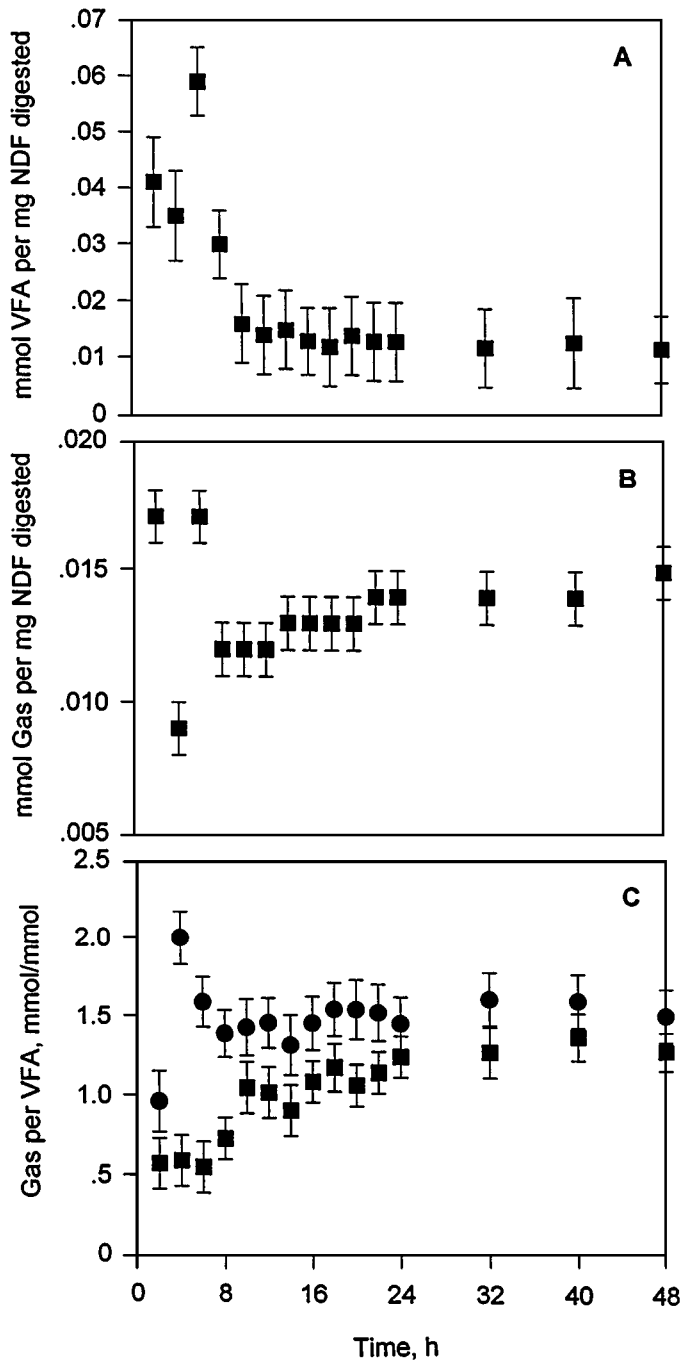 mmol VFA per mg NDF digested
.07
.06
.05
.04
.03
.02
.01
0
A
mmol Gas per mg NDF digested
.020
.015
.010
.005
B
Gas per VFA, mmol/mmol
2.5
2.0
1.5
1.0
.5
0
C
0 8 16 24 32 40 48
Time, h